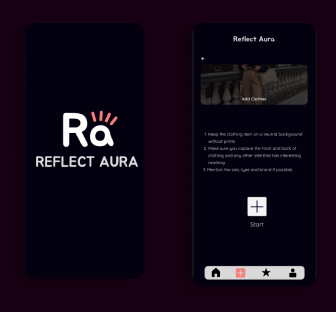 Ra
REFLECT AURA
Reflect Aura
Add Clothes
1. Keep the clothing item on a neutral background
without prints.
2. Make sure you capture the front and back of
clothing and any other side that has interesting
marking.
3. Mention the size, type and brand if possible.
Start